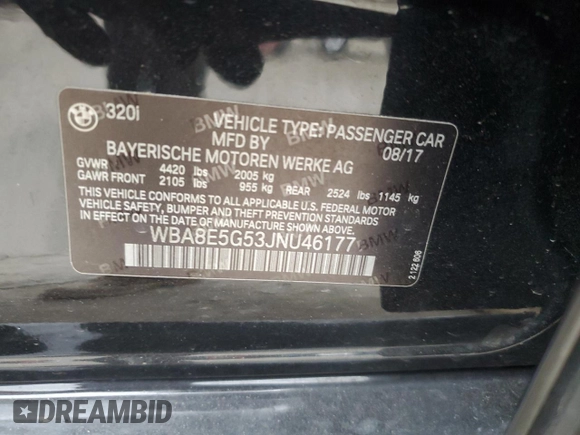 320i
VEHICLE TYPE: PASSENGER CAR
MFD BY 08/17
BAYERISCHE MOTOREN WERKE AG
GVWR 4420 lbs 2005 kg
GAWR FRONT 2105 lbs 955 kg REAR 2524 lbs 1145 kg
THIS VEHICLE CONFORMS TO ALL APPLICABLE U.S. FEDERAL MOTOR
VEHICLE SAFETY, BUMPER AND THEFT PREVENTION STANDARDS IN
EFFECT ON THE DATE OF MANUFACTURE SHOWN ABOVE.
WBA8E5G53JNU46177
2 122 606
DREAMBID